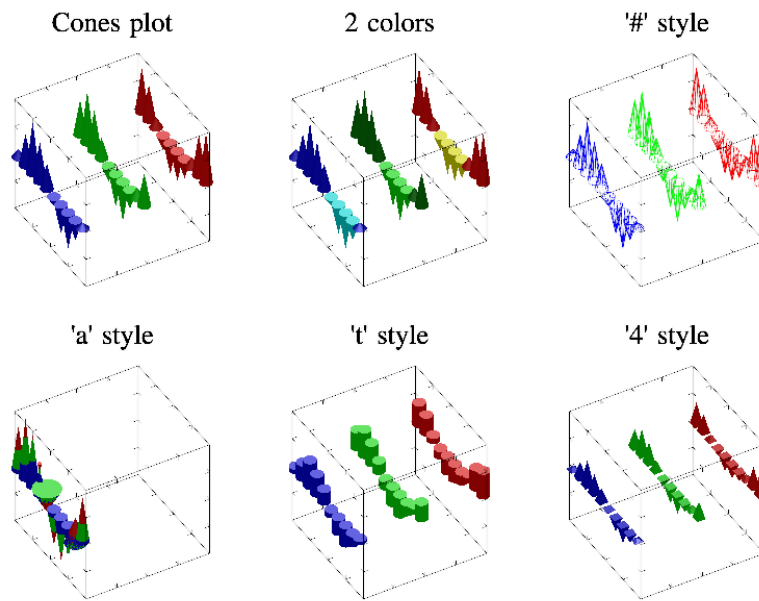 Cones plot
2 colors
'#' style
'a' style
't' style
'4' style